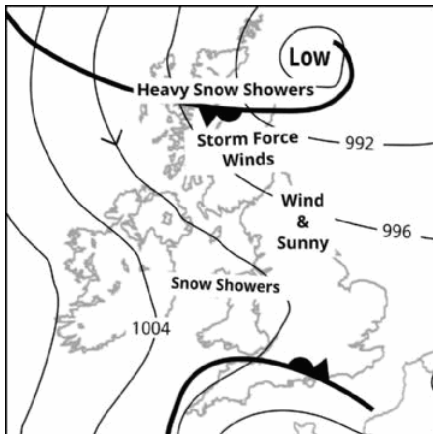 Low
Heavy Snow Showers
Storm Force
Winds
992
Wind
&
Sunny
996
Snow Showers
1004